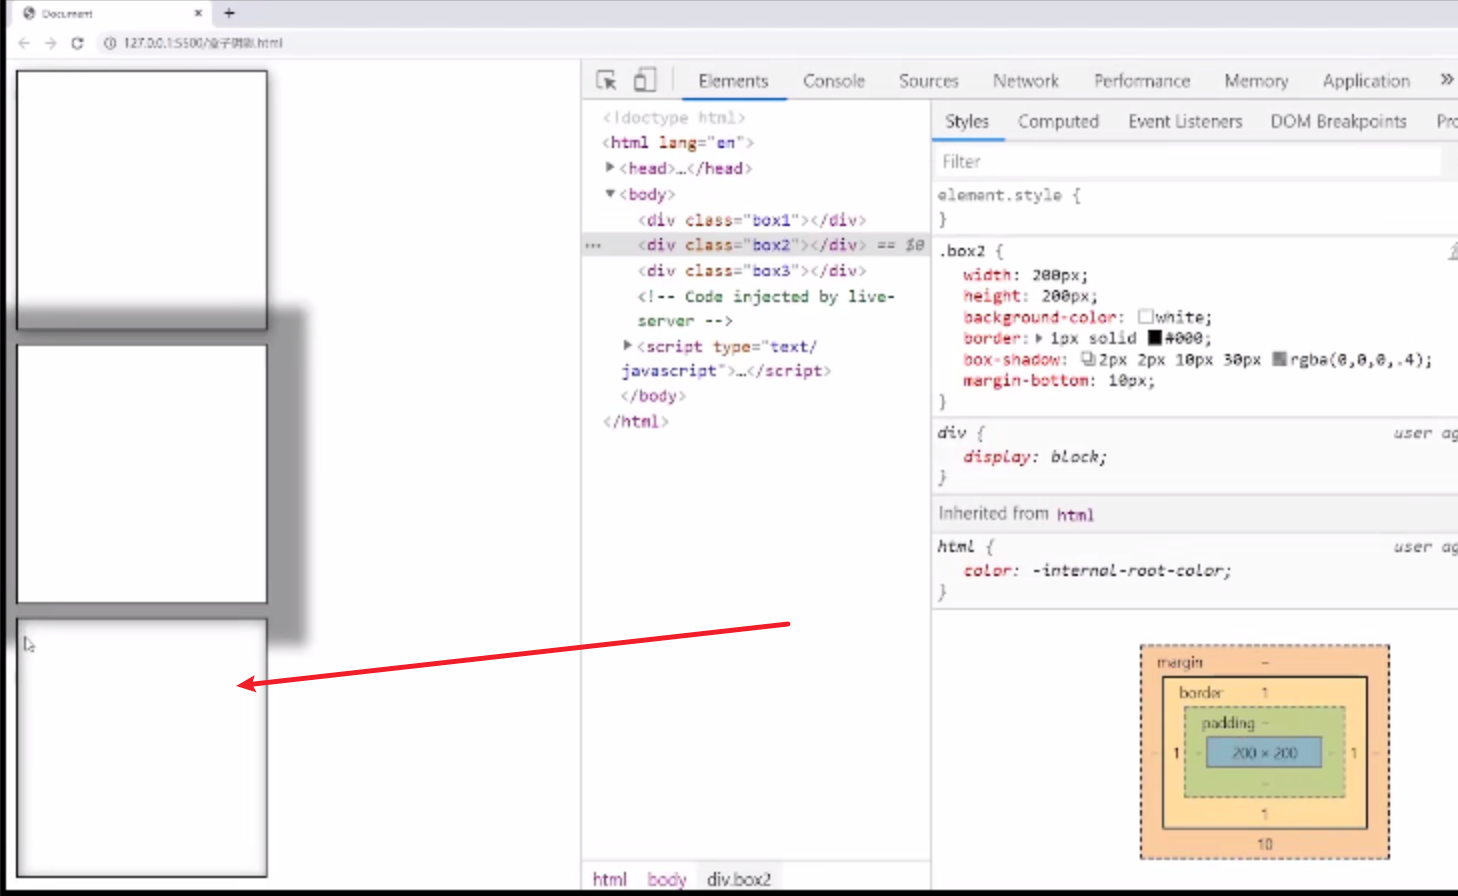 Document × +
127.0.0.1:5500/盒子阴影.html
Elements Console Sources Network Performance Memory Application »
<!doctype html>
<html lang="en">
▶<head>…</head>
▼<body>
<div class="box1"></div>
<div class="box2"></div> == $0
<div class="box3"></div>
<!-- Code injected by live-
server -->
▶<script type="text/
javascript">…</script>
</body>
</html>
html body div.box2
Styles Computed Event Listeners DOM Breakpoints Pro
Filter
element.style {
}
.box2 {
width: 200px;
height: 200px;
background-color: white;
border: ▶ 1px solid #000;
box-shadow: 2px 2px 10px 30px rgba(0,0,0,.4);
margin-bottom: 10px;
}
div { user ag
display: block;
}
Inherited from html
html { user ag
color: -internal-root-color;
}
margin –
border 1
padding –
– 1 – 200 × 200 – 1 –
–
1
10